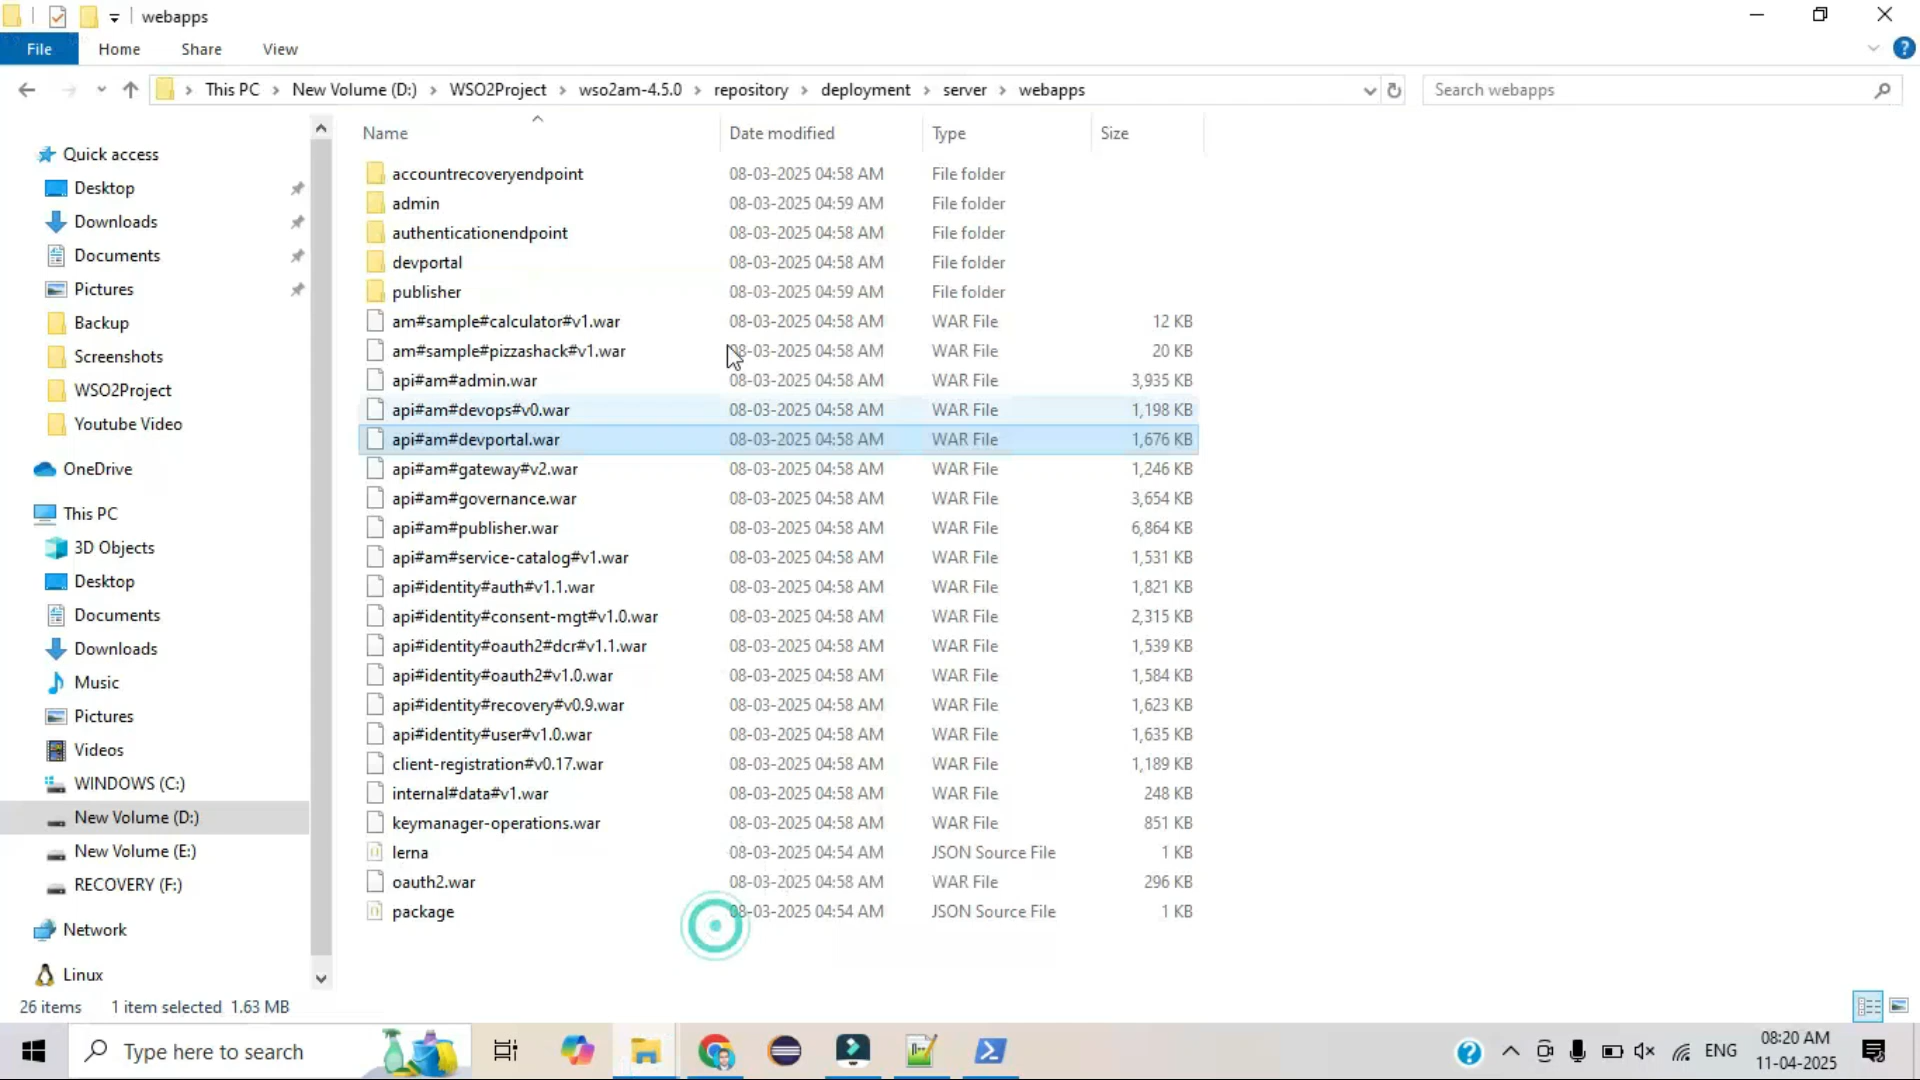 webapps
File Home Share View
This PC New Volume (D:) WSO2Project wso2am-4.5.0 repository deployment server webapps Search webapps
Name Date modified Type Size
Quick access
Desktop
Downloads
Documents
Pictures
Backup
Screenshots
WSO2Project
Youtube Video
OneDrive
This PC
3D Objects
Desktop
Documents
Downloads
Music
Pictures
Videos
WINDOWS (C:)
New Volume (D:)
New Volume (E:)
RECOVERY (F:)
Network
Linux
accountrecoveryendpoint 08-03-2025 04:58 AM File folder
admin 08-03-2025 04:59 AM File folder
authenticationendpoint 08-03-2025 04:58 AM File folder
devportal 08-03-2025 04:58 AM File folder
publisher 08-03-2025 04:59 AM File folder
am#sample#calculator#v1.war 08-03-2025 04:58 AM WAR File 12 KB
am#sample#pizzashack#v1.war 08-03-2025 04:58 AM WAR File 20 KB
api#am#admin.war 08-03-2025 04:58 AM WAR File 3,935 KB
api#am#devops#v0.war 08-03-2025 04:58 AM WAR File 1,198 KB
api#am#devportal.war 08-03-2025 04:58 AM WAR File 1,676 KB
api#am#gateway#v2.war 08-03-2025 04:58 AM WAR File 1,246 KB
api#am#governance.war 08-03-2025 04:58 AM WAR File 3,654 KB
api#am#publisher.war 08-03-2025 04:58 AM WAR File 6,864 KB
api#am#service-catalog#v1.war 08-03-2025 04:58 AM WAR File 1,531 KB
api#identity#auth#v1.1.war 08-03-2025 04:58 AM WAR File 1,821 KB
api#identity#consent-mgt#v1.0.war 08-03-2025 04:58 AM WAR File 2,315 KB
api#identity#oauth2#dcr#v1.1.war 08-03-2025 04:58 AM WAR File 1,539 KB
api#identity#oauth2#v1.0.war 08-03-2025 04:58 AM WAR File 1,584 KB
api#identity#recovery#v0.9.war 08-03-2025 04:58 AM WAR File 1,623 KB
api#identity#user#v1.0.war 08-03-2025 04:58 AM WAR File 1,635 KB
client-registration#v0.17.war 08-03-2025 04:58 AM WAR File 1,189 KB
internal#data#v1.war 08-03-2025 04:58 AM WAR File 248 KB
keymanager-operations.war 08-03-2025 04:58 AM WAR File 851 KB
lerna 08-03-2025 04:54 AM JSON Source File 1 KB
oauth2.war 08-03-2025 04:58 AM WAR File 296 KB
package 08-03-2025 04:54 AM JSON Source File 1 KB
26 items 1 item selected 1.63 MB
Type here to search
ENG
08:20 AM
11-04-2025